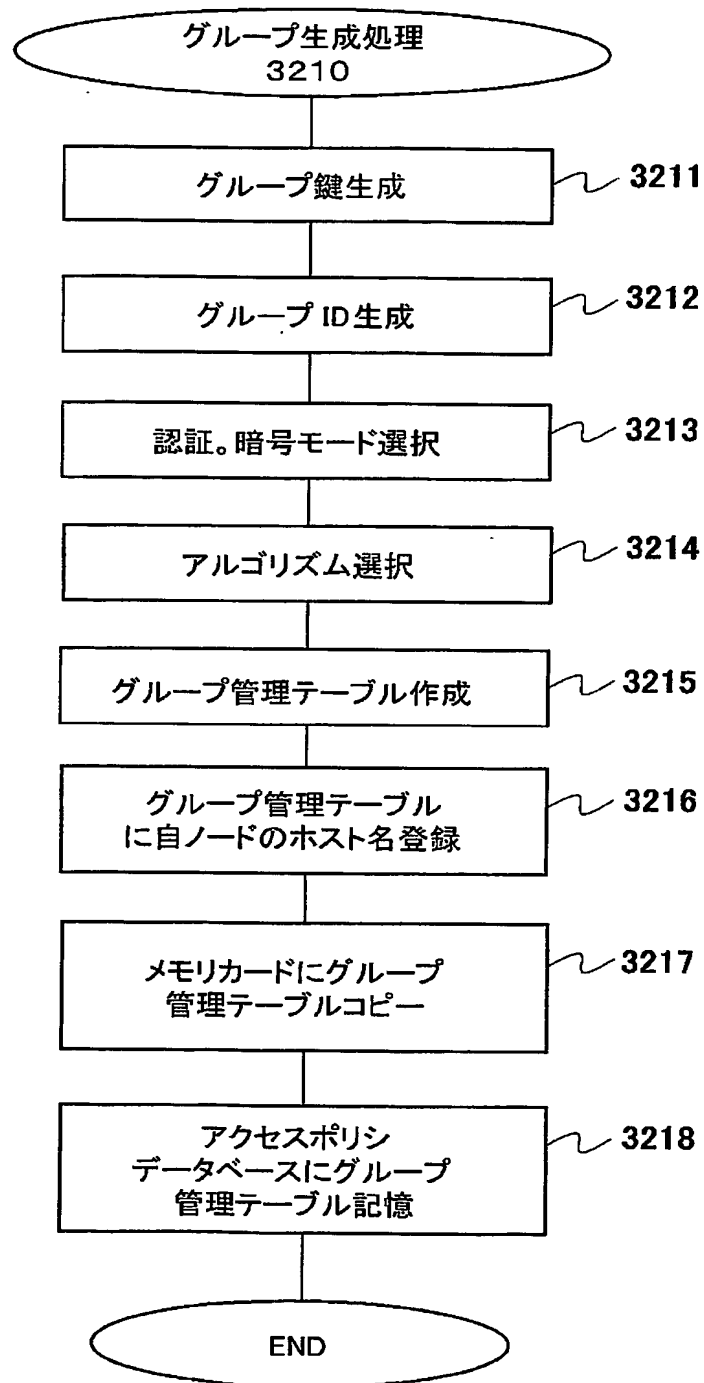 グループ生成処理
3210
グループ鍵生成
3211
グループID生成
3212
認証。暗号モード選択
3213
アルゴリズム選択
3214
グループ管理テーブル作成
3215
グループ管理テーブル
に自ノードのホスト名登録
3216
メモリカードにグループ
管理テーブルコピー
3217
アクセスポリシ
データベースにグループ
管理テーブル記憶
3218
END